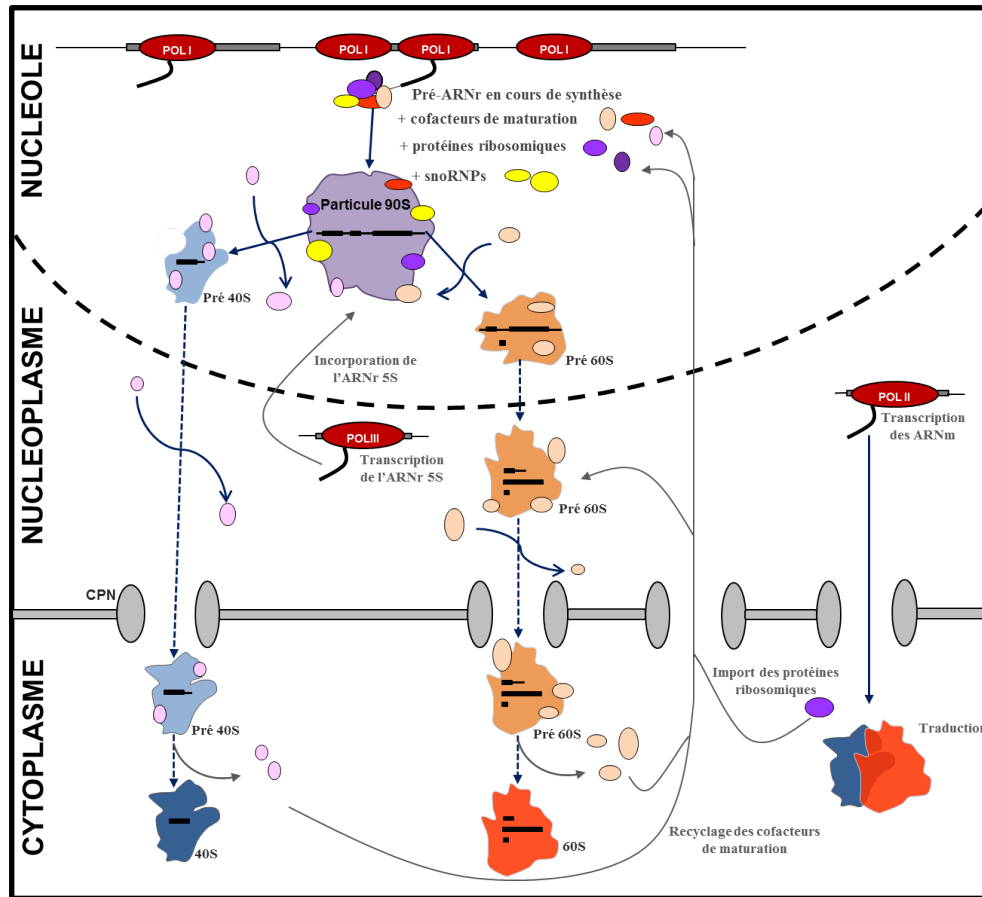 NUCLEOLE
POL I
POL I
POL I
POL I
Pré-ARNr en cours de synthèse
+ cofacteurs de maturation
+ protéines ribosomiques
+ snoRNPs
Particule 90S
Pré 40S
Pré 60S
NUCLEOPLASME
Incorporation de
l'ARNr 5S
POLIII
Transcription
de l'ARNr 5S
POL II
Transcription
des ARNm
Pré 60S
CPN
CYTOPLASME
Pré 40S
Pré 60S
Import des protéines
ribosomiques
Traduction
40S
60S
Recyclage des cofacteurs
de maturation